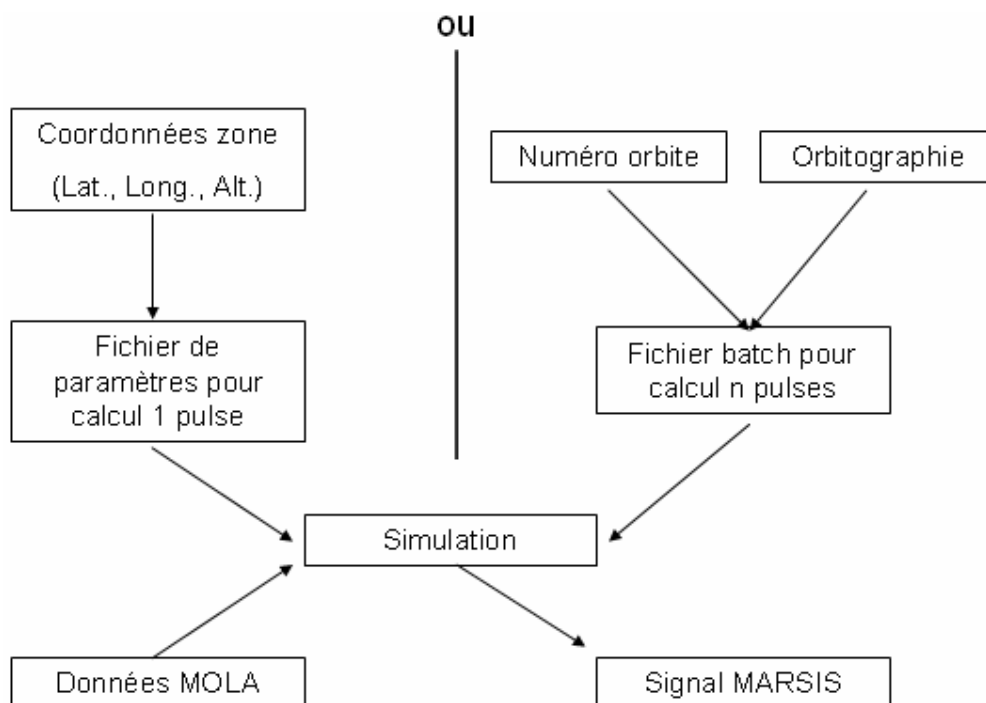 ou
Coordonnées zone
(Lat., Long., Alt.)
Numéro orbite
Orbitographie
Fichier de
paramètres pour
calcul 1 pulse
Fichier batch pour
calcul n pulses
Simulation
Données MOLA
Signal MARSIS